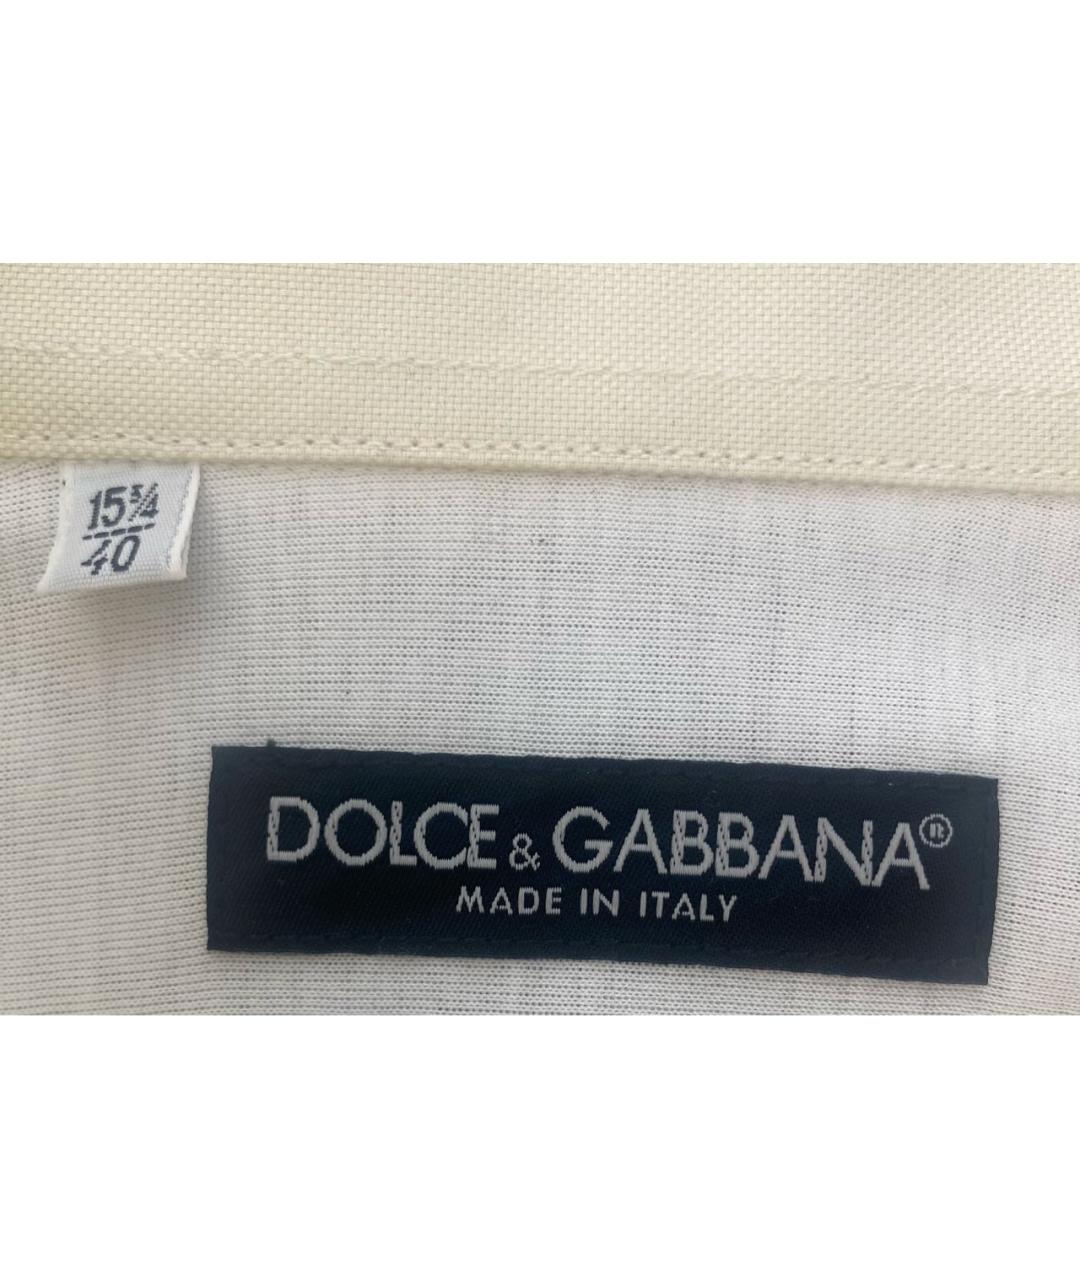 15¾
40
DOLCE & GABBANA®
MADE IN ITALY